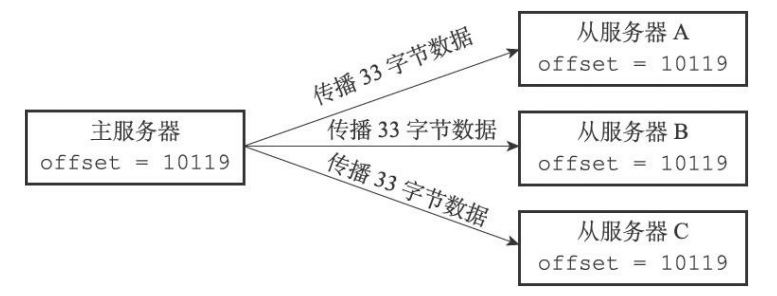 传播 33 字节数据
从服务器 A
offset = 10119
主服务器
offset = 10119
传播 33 字节数据
从服务器 B
offset = 10119
传播 33 字节数据
从服务器 C
offset = 10119